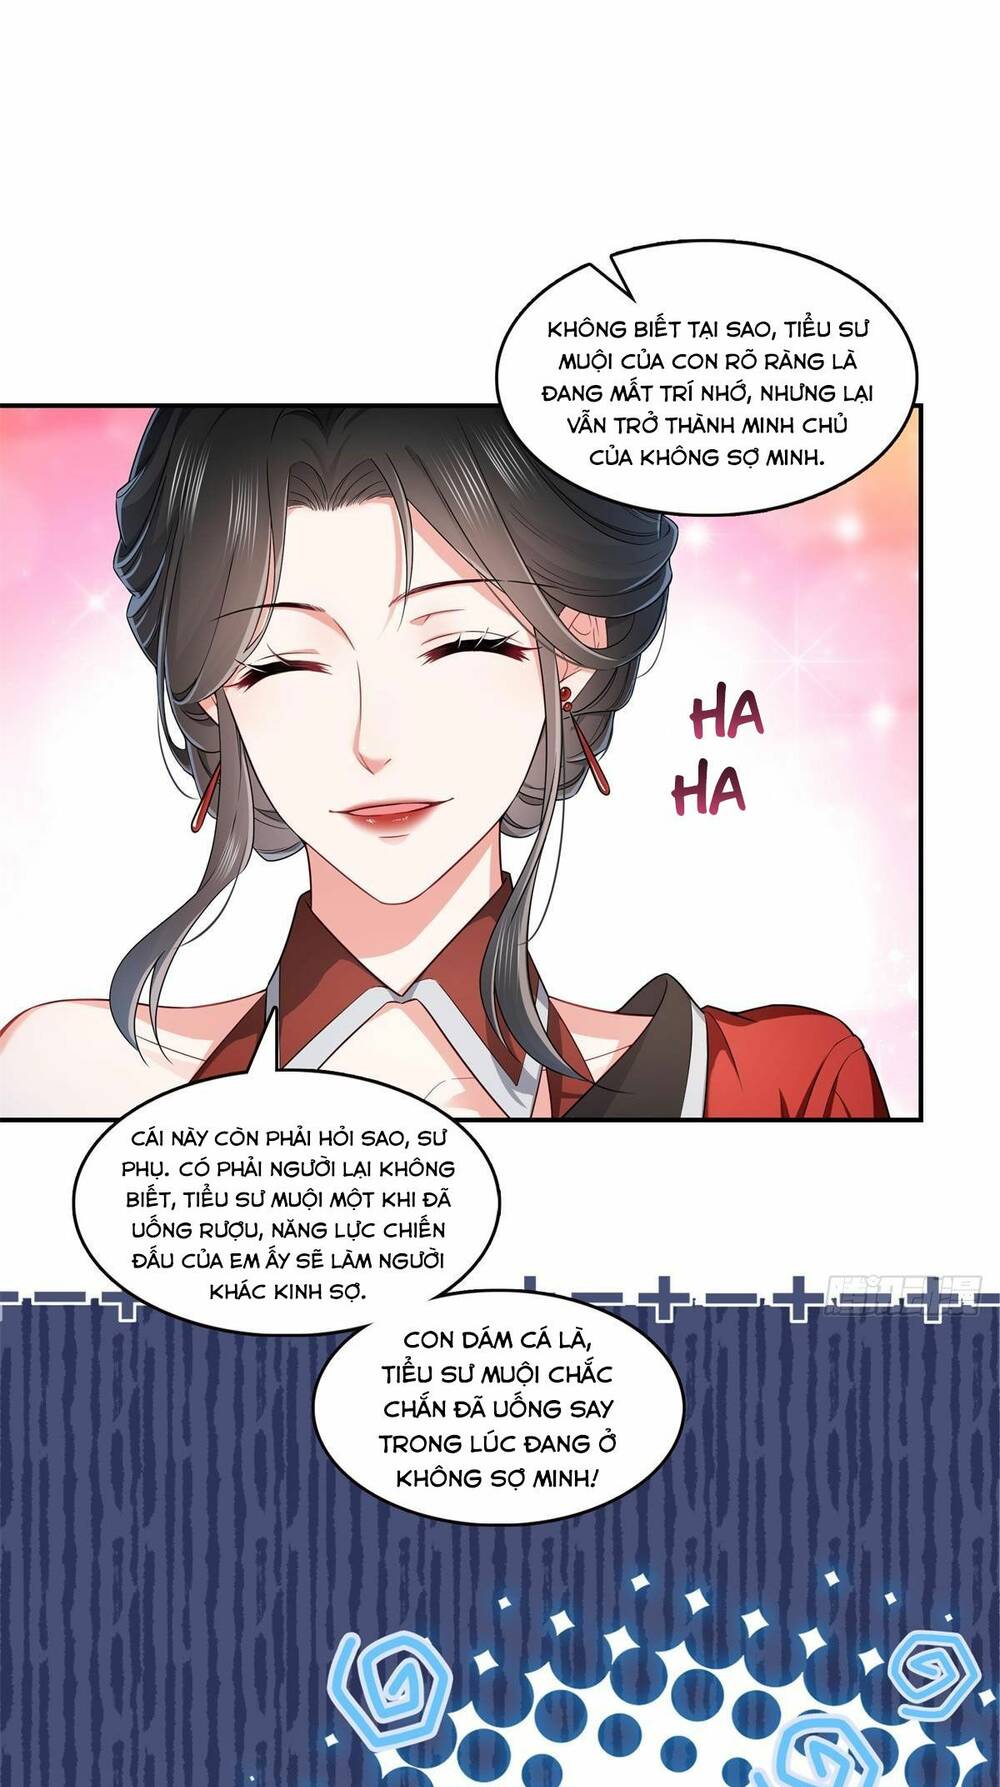 KHÔNG BIẾT TẠI SAO, TIỂU SƯ
MUỘI CỦA CON RÕ RÀNG LÀ
ĐANG MẤT TRÍ NHỚ, NHƯNG LẠI
VẪN TRỞ THÀNH MINH CHỦ
CỦA KHÔNG SỢ MINH.
HA
HA
CÁI NÀY CÒN PHẢI HỎI SAO, SƯ
PHỤ. CÓ PHẢI NGƯỜI LẠI KHÔNG
BIẾT, TIỂU SƯ MUỘI MỘT KHI ĐÃ
UỐNG RƯỢU, NĂNG LỰC CHIẾN
ĐẤU CỦA EM ẤY SẼ LÀM NGƯỜI
KHÁC KINH SỢ.
CON DÁM CÁ LÀ,
TIỂU SƯ MUỘI CHẮC
CHẮN ĐÃ UỐNG SAY
TRONG LÚC ĐANG Ở
KHÔNG SỢ MINH!